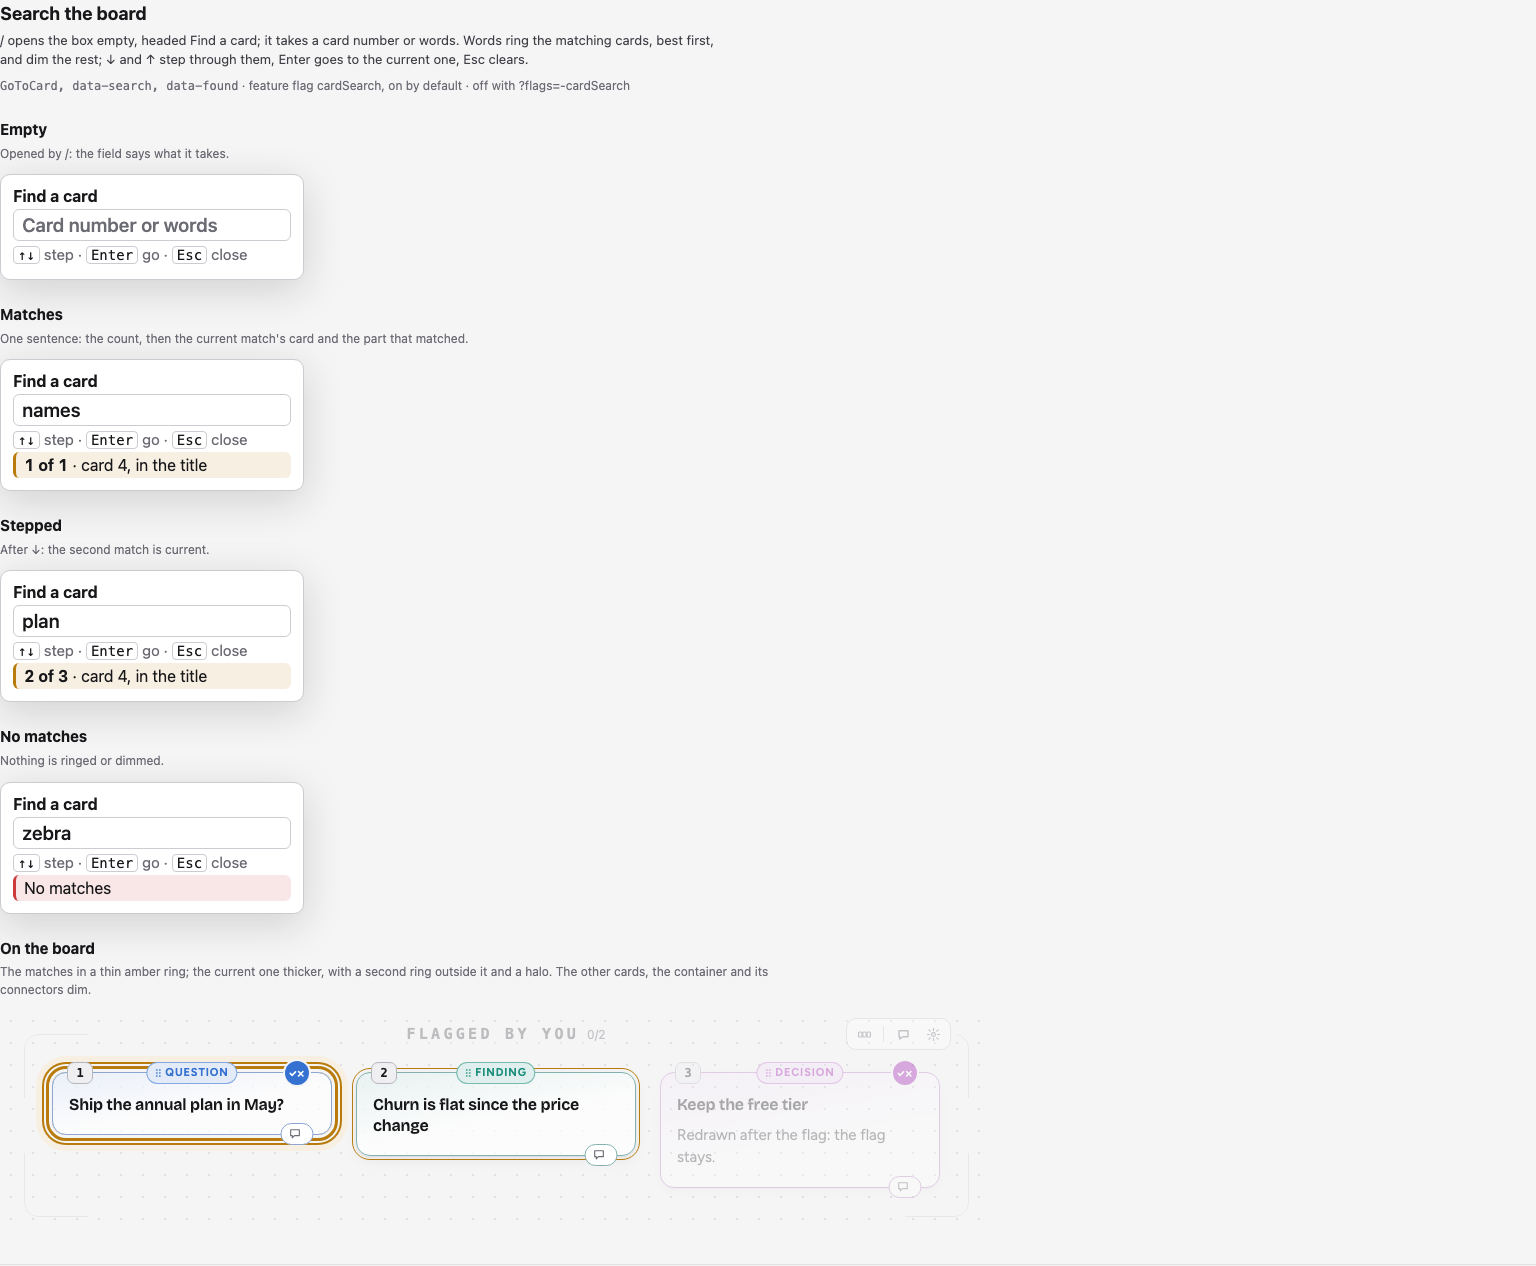 Search the board
/ opens the box empty, headed Find a card; it takes a card number or words. Words ring the matching cards, best first,
and dim the rest; ↓ and ↑ step through them, Enter goes to the current one, Esc clears.
GoToCard, data-search, data-found · feature flag cardSearch, on by default · off with ?flags=-cardSearch
Empty
Opened by /: the field says what it takes.
Find a card
Card number or words
↑↓ step · Enter go · Esc close
Matches
One sentence: the count, then the current match's card and the part that matched.
Find a card
names
↑↓ step · Enter go · Esc close
1 of 1 · card 4, in the title
Stepped
After ↓: the second match is current.
Find a card
plan
↑↓ step · Enter go · Esc close
2 of 3 · card 4, in the title
No matches
Nothing is ringed or dimmed.
Find a card
zebra
↑↓ step · Enter go · Esc close
No matches
On the board
The matches in a thin amber ring; the current one thicker, with a second ring outside it and a halo. The other cards, the container and its
connectors dim.
FLAGGED BY YOU 0/2
1 QUESTION
Ship the annual plan in May?
2 FINDING
Churn is flat since the price
change
3 DECISION
Keep the free tier
Redrawn after the flag: the flag
stays.